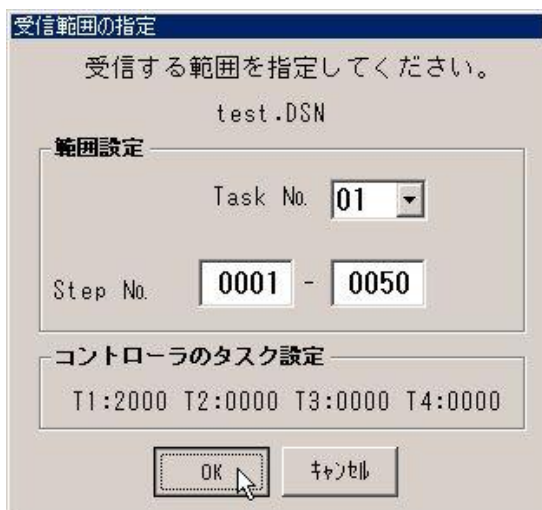 受信範囲の指定
受信する範囲を指定してください。
test.DSN
範囲設定
Task No. 01
Step No. 0001 - 0050
コントローラのタスク設定
T1:2000 T2:0000 T3:0000 T4:0000
OK ｷｬﾝｾﾙ